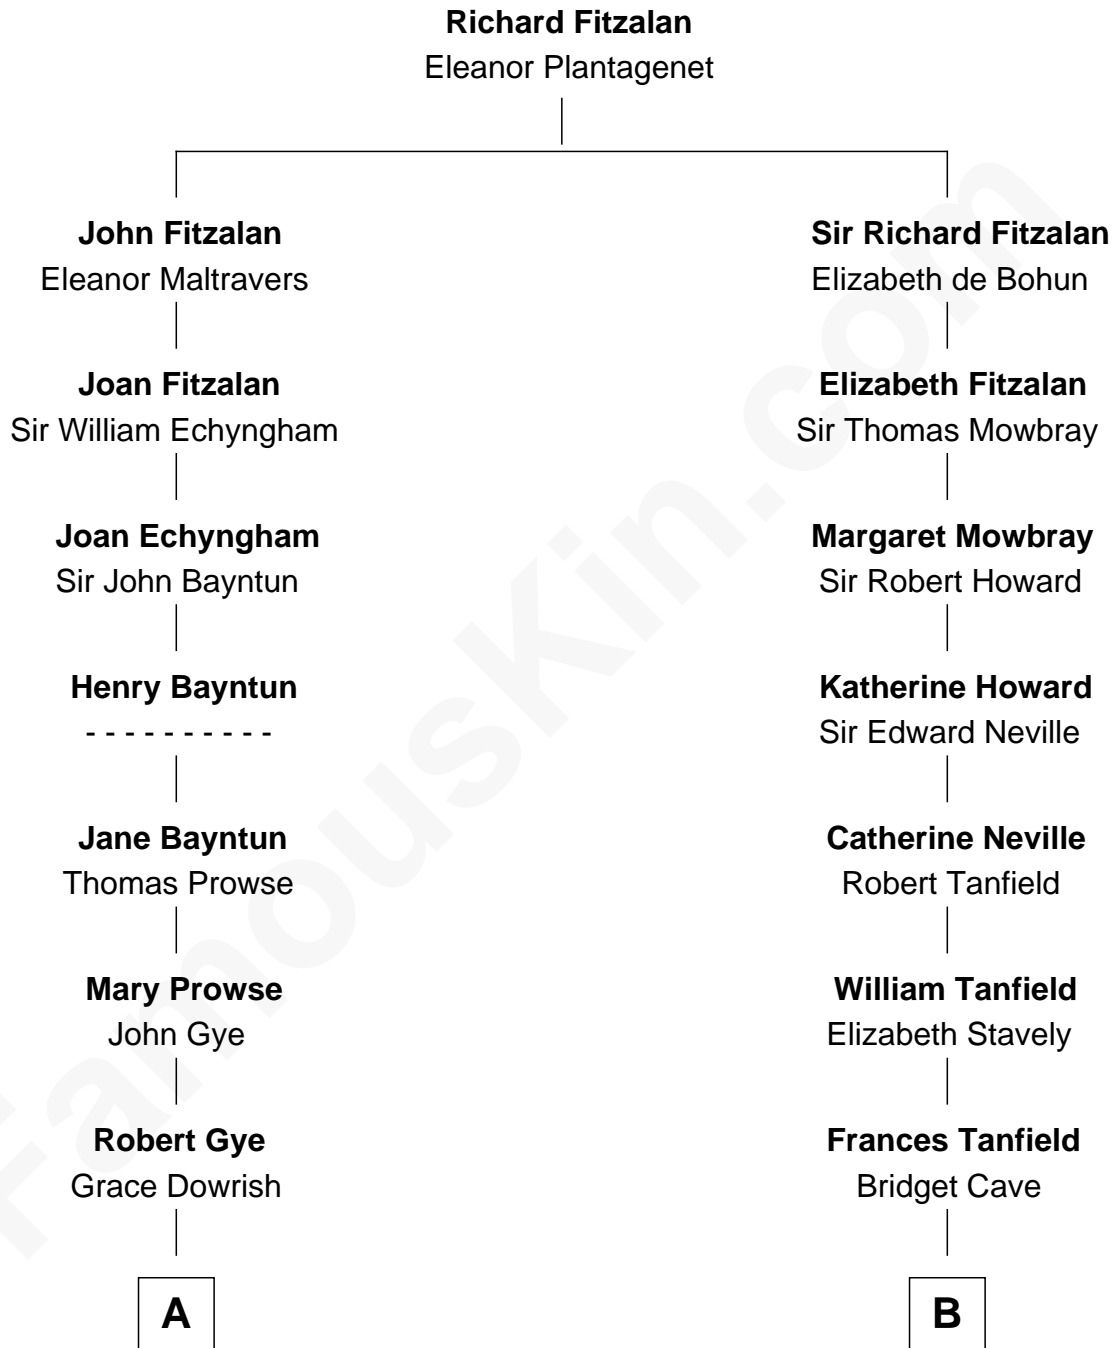 Richard Fitzalan
Eleanor Plantagenet
John Fitzalan
Eleanor Maltravers
Sir Richard Fitzalan
Elizabeth de Bohun
Joan Fitzalan
Sir William Echyngham
Elizabeth Fitzalan
Sir Thomas Mowbray
Joan Echyngham
Sir John Bayntun
Margaret Mowbray
Sir Robert Howard
Henry Bayntun
- - - - - - - - - -
Katherine Howard
Sir Edward Neville
Jane Bayntun
Thomas Prowse
Catherine Neville
Robert Tanfield
Mary Prowse
John Gye
William Tanfield
Elizabeth Stavely
Robert Gye
Grace Dowrish
Frances Tanfield
Bridget Cave
A
B
FamousKin.com